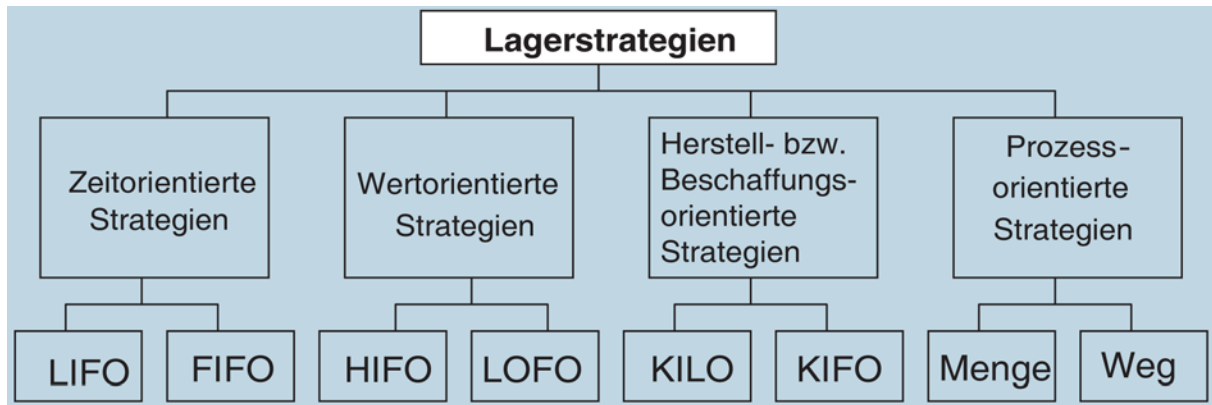 Lagerstrategien
Zeitorientierte
Strategien
Wertorientierte
Strategien
Herstell- bzw.
Beschaffungs-
orientierte
Strategien
Prozess-
orientierte
Strategien
LIFO
FIFO
HIFO
LOFO
KILO
KIFO
Menge
Weg